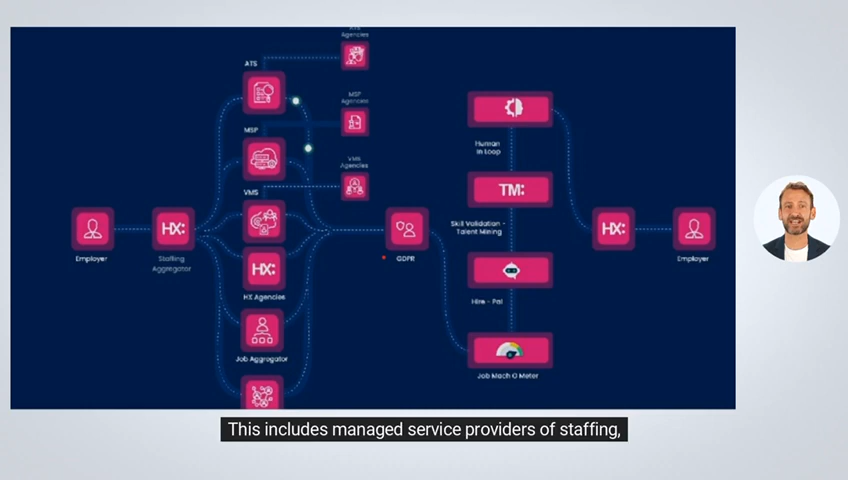 Agencies
ATS
MSP
Agencies
MSP
VMS
Agencies
VMS
Human
In Loop
TM:
Skill Validation -
Talent Mining
HX:
HX:
Employer
Staffing
Aggregator
GDPR
Employer
HX:
HX Agencies
Hire - Pal
Job Aggregator
Job Mach O Meter
This includes managed service providers of staffing,